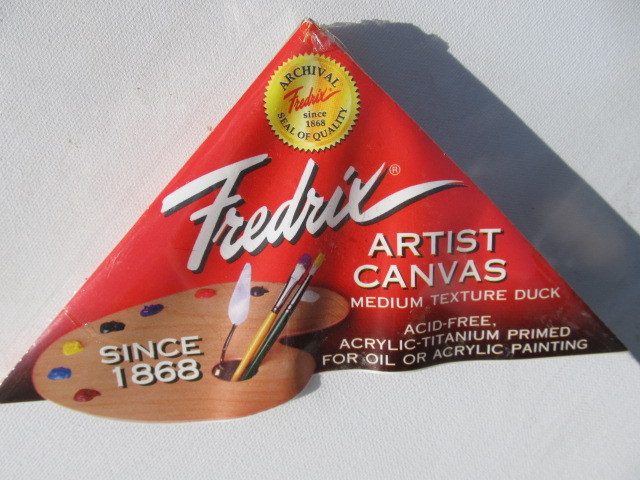 ARCHIVAL
Fredrix
since
1868
SEAL OF QUALITY
Fredrix®
ARTIST
CANVAS
MEDIUM TEXTURE DUCK
ACID-FREE,
ACRYLIC-TITANIUM PRIMED
FOR OIL OR ACRYLIC PAINTING
SINCE
1868